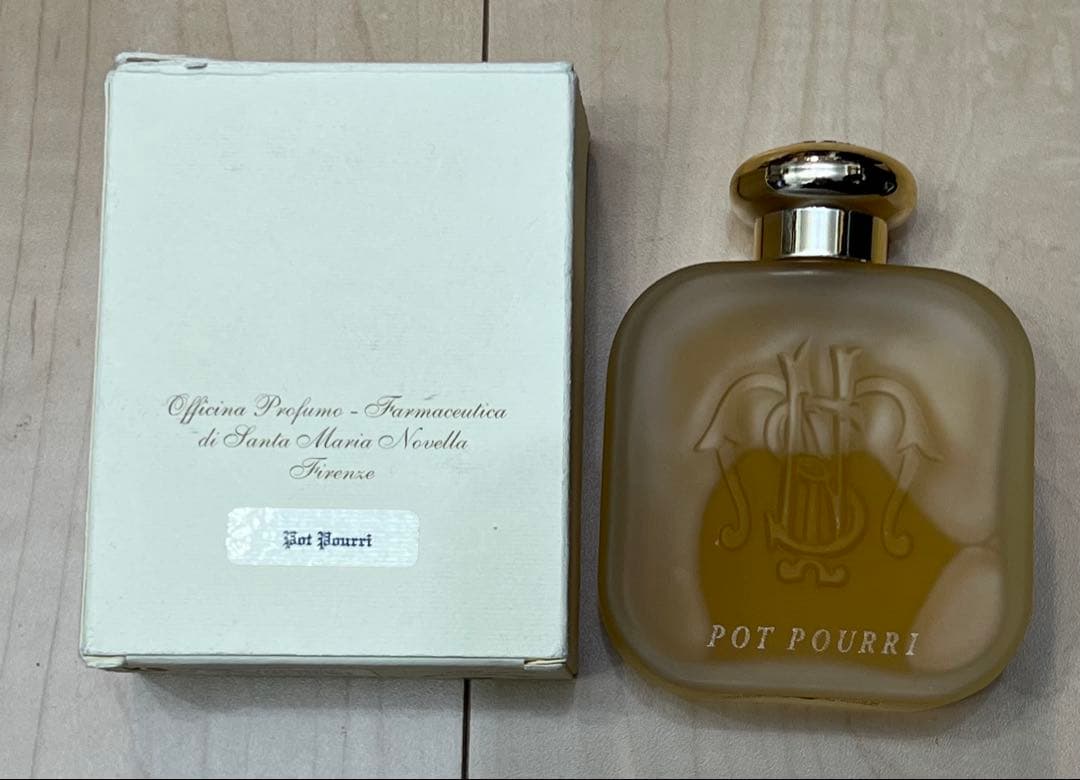 Officina Profumo - Farmaceutica
di Santa Maria Novella
Firenze
Pot Pourri
POT POURRI